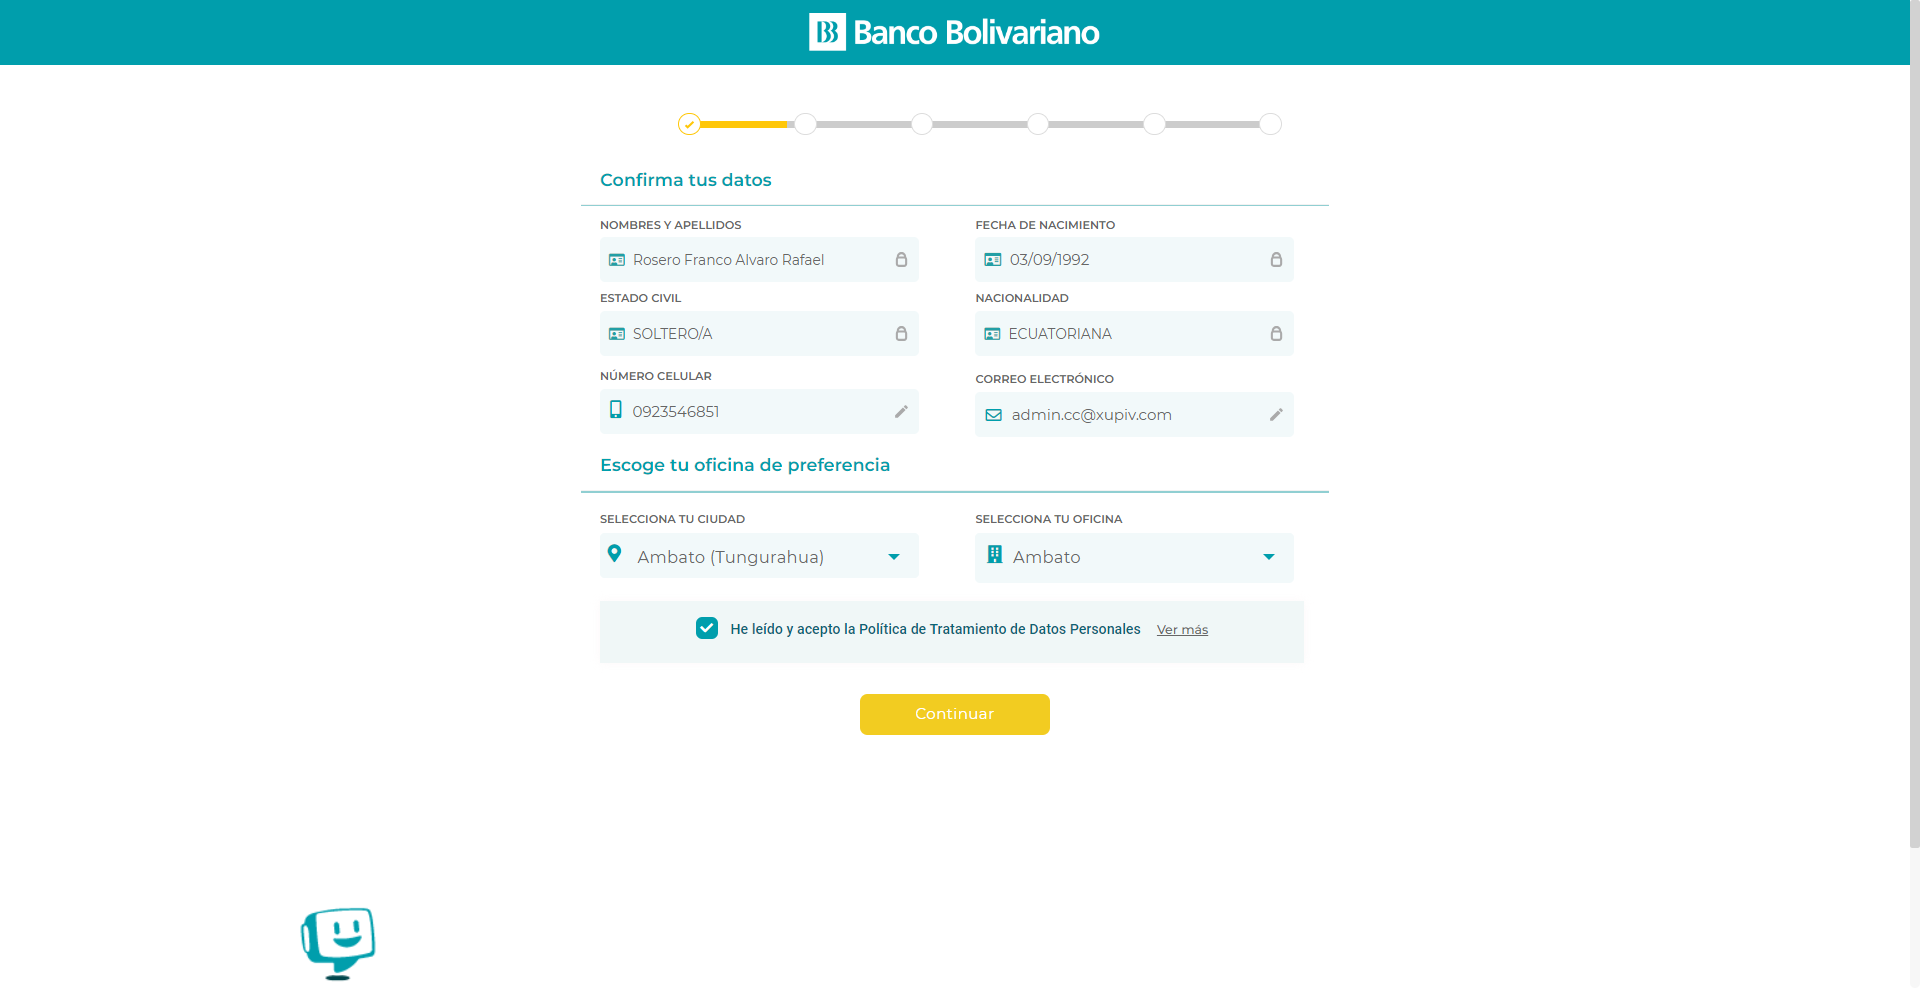 Banco Bolivariano
Confirma tus datos
NOMBRES Y APELLIDOS
Rosero Franco Alvaro Rafael
FECHA DE NACIMIENTO
03/09/1992
ESTADO CIVIL
SOLTERO/A
NACIONALIDAD
ECUATORIANA
NÚMERO CELULAR
0923546851
CORREO ELECTRÓNICO
admin.cc@xupiv.com
Escoge tu oficina de preferencia
SELECCIONA TU CIUDAD
Ambato (Tungurahua)
SELECCIONA TU OFICINA
Ambato
He leído y acepto la Política de Tratamiento de Datos Personales Ver más
Continuar